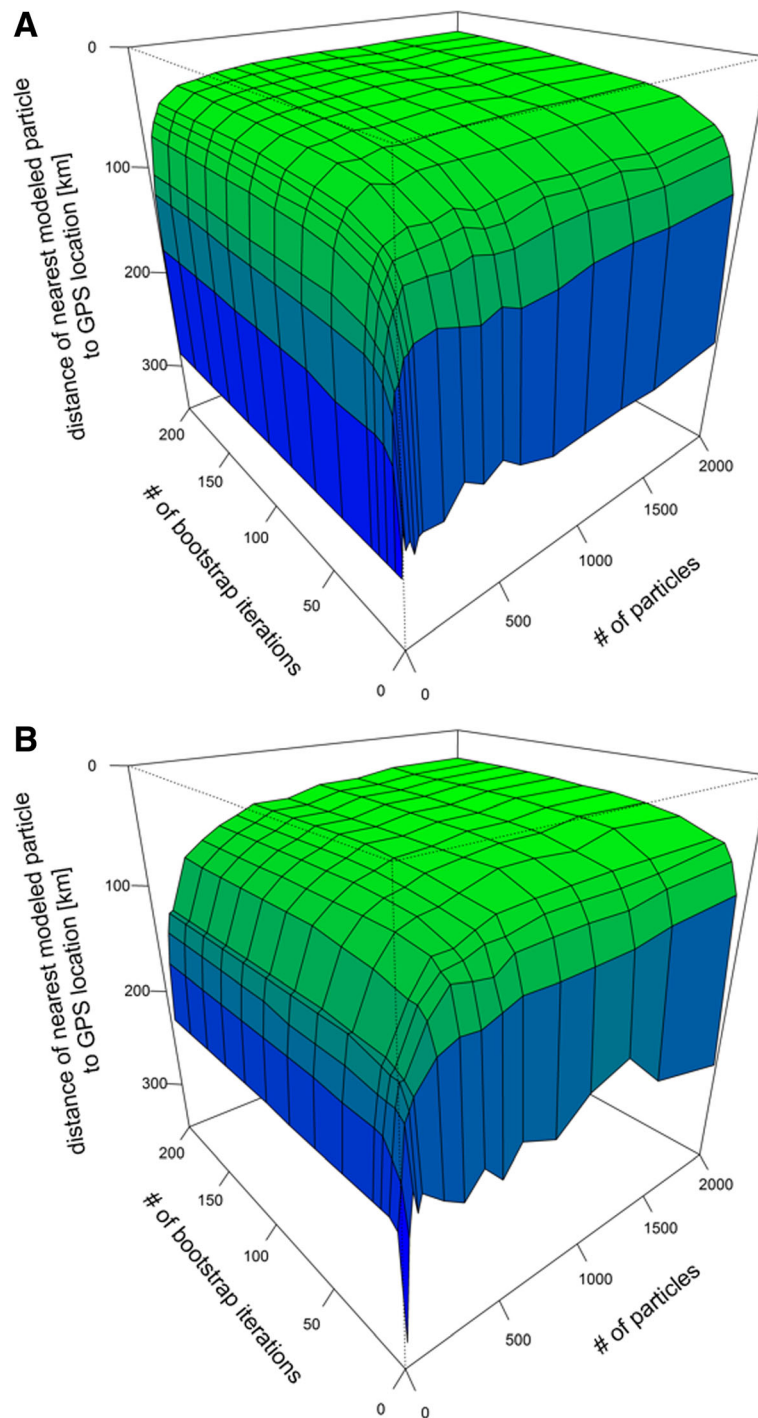 A
0
100
200
300
distance of nearest modeled particle
to GPS location [km]
200
150
100
50
0
# of bootstrap iterations
0
500
1000
1500
2000
# of particles
B
0
100
200
300
distance of nearest modeled particle
to GPS location [km]
200
150
100
50
0
# of bootstrap iterations
0
500
1000
1500
2000
# of particles